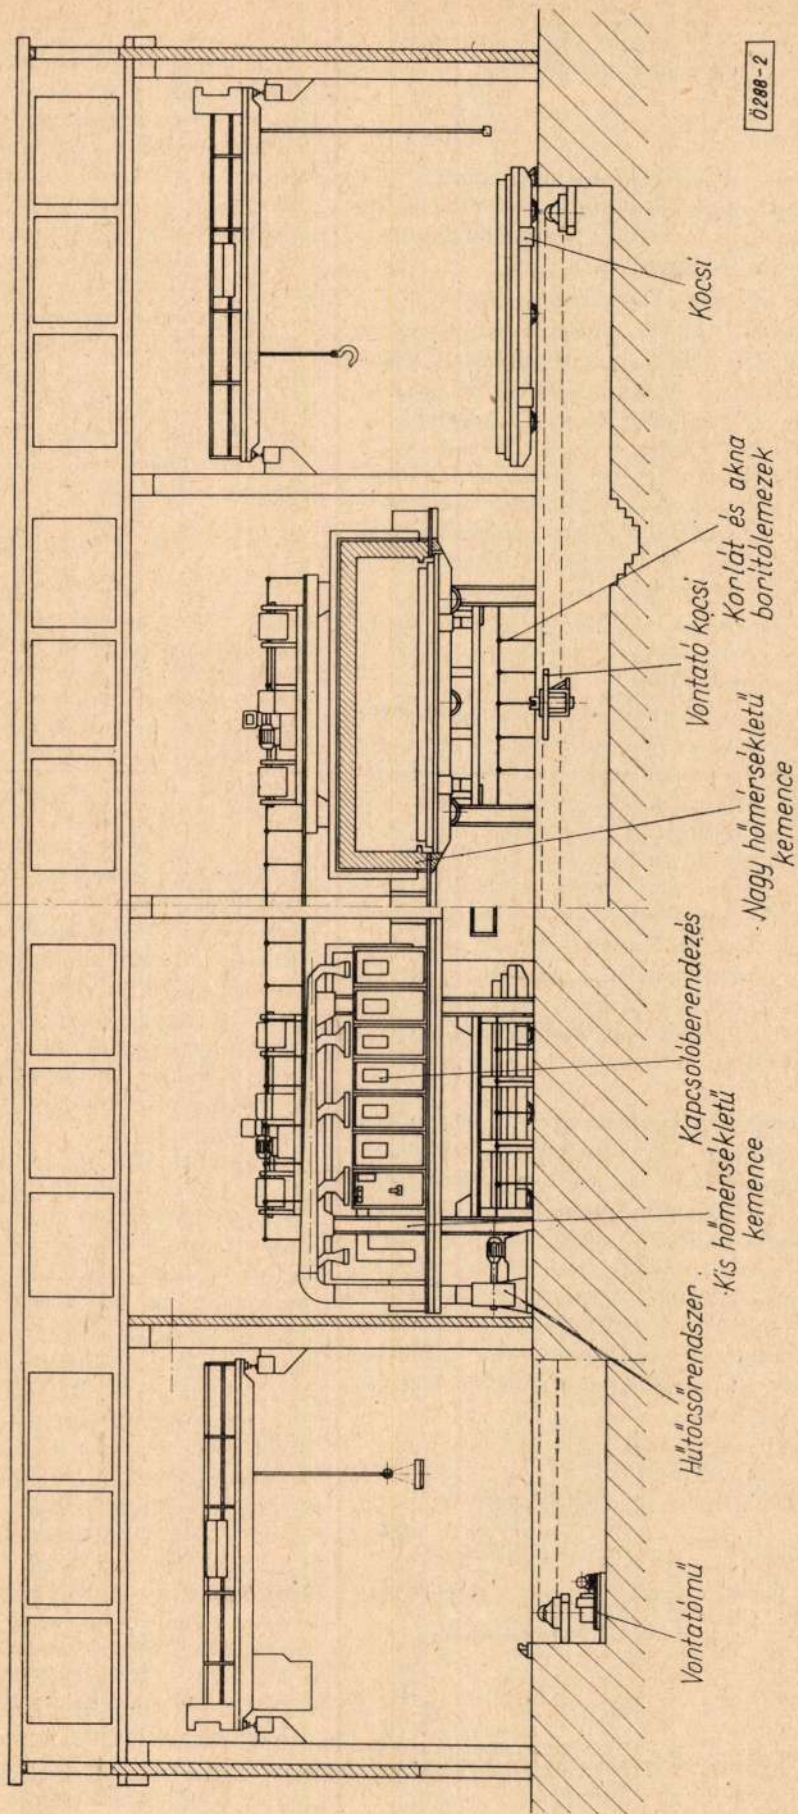 Vontatómű
Hűtőcsőrendszer
Kis hőmérsékletű
kemence
Kapcsolóberendezés
Nagy hőmérsékletű
kemence
Vontató kocsi
Korlát és akna
borítólemezek
Kocsi
Ö288-2